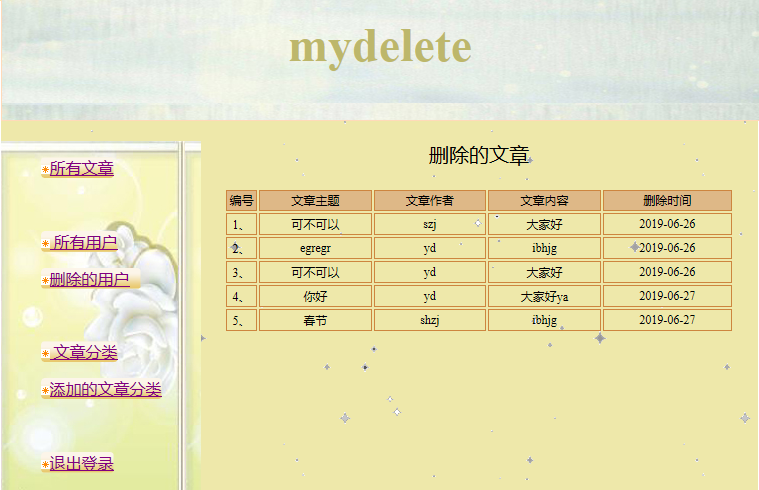 mydelete
所有文章
所有用户
删除的用户
文章分类
添加的文章分类
退出登录
删除的文章
编号 文章主题 文章作者 文章内容 删除时间
1、 可不可以 szj 大家好 2019-06-26
2、 egregr yd ibhjg 2019-06-26
3、 可不可以 yd 大家好 2019-06-26
4、 你好 yd 大家好ya 2019-06-27
5、 春节 shzj ibhjg 2019-06-27